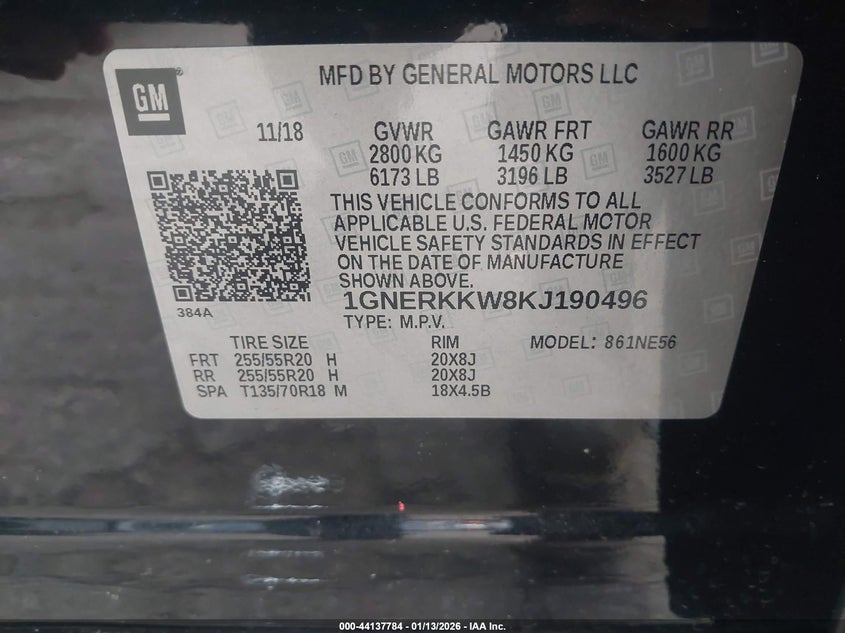 GM
MFD BY GENERAL MOTORS LLC
11/18 GVWR GAWR FRT GAWR RR
2800 KG 1450 KG 1600 KG
6173 LB 3196 LB 3527 LB
THIS VEHICLE CONFORMS TO ALL
APPLICABLE U.S. FEDERAL MOTOR
VEHICLE SAFETY STANDARDS IN EFFECT
ON THE DATE OF MANUFACTURE
SHOWN ABOVE.
384A
1GNERKKW8KJ190496
TYPE: M.P.V.
TIRE SIZE RIM MODEL: 861NE56
FRT 255/55R20 H 20X8J
RR 255/55R20 H 20X8J
SPA T135/70R18 M 18X4.5B
000-44137784 - 01/13/2026 - IAA Inc.